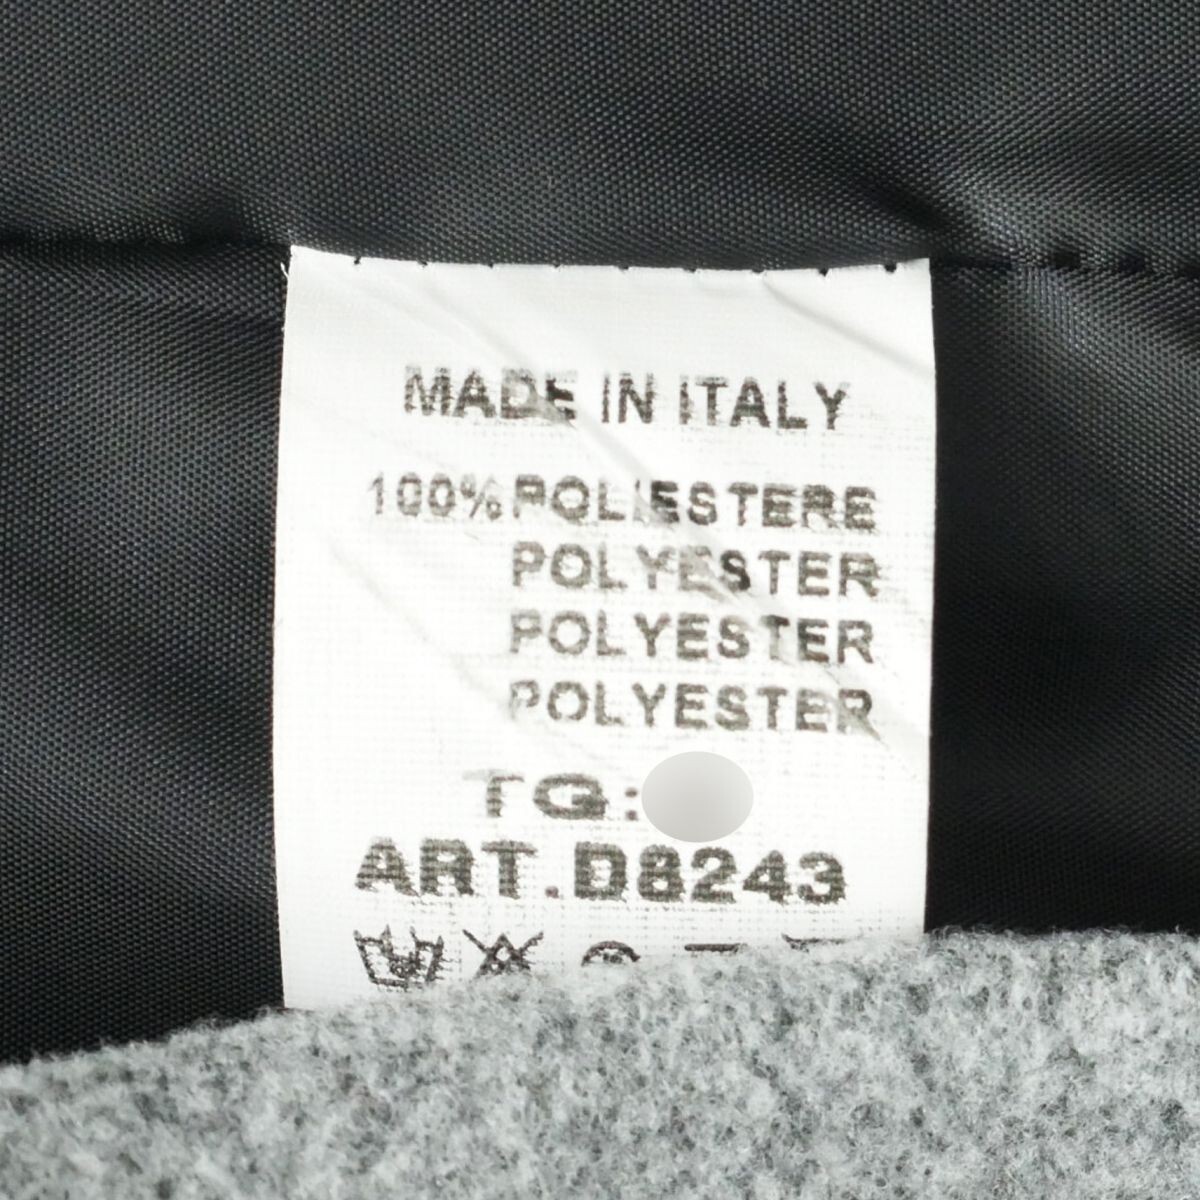 MADE IN ITALY
100% POLIESTERE
POLYESTER
POLYESTER
POLYESTER
TG:
ART.D8243